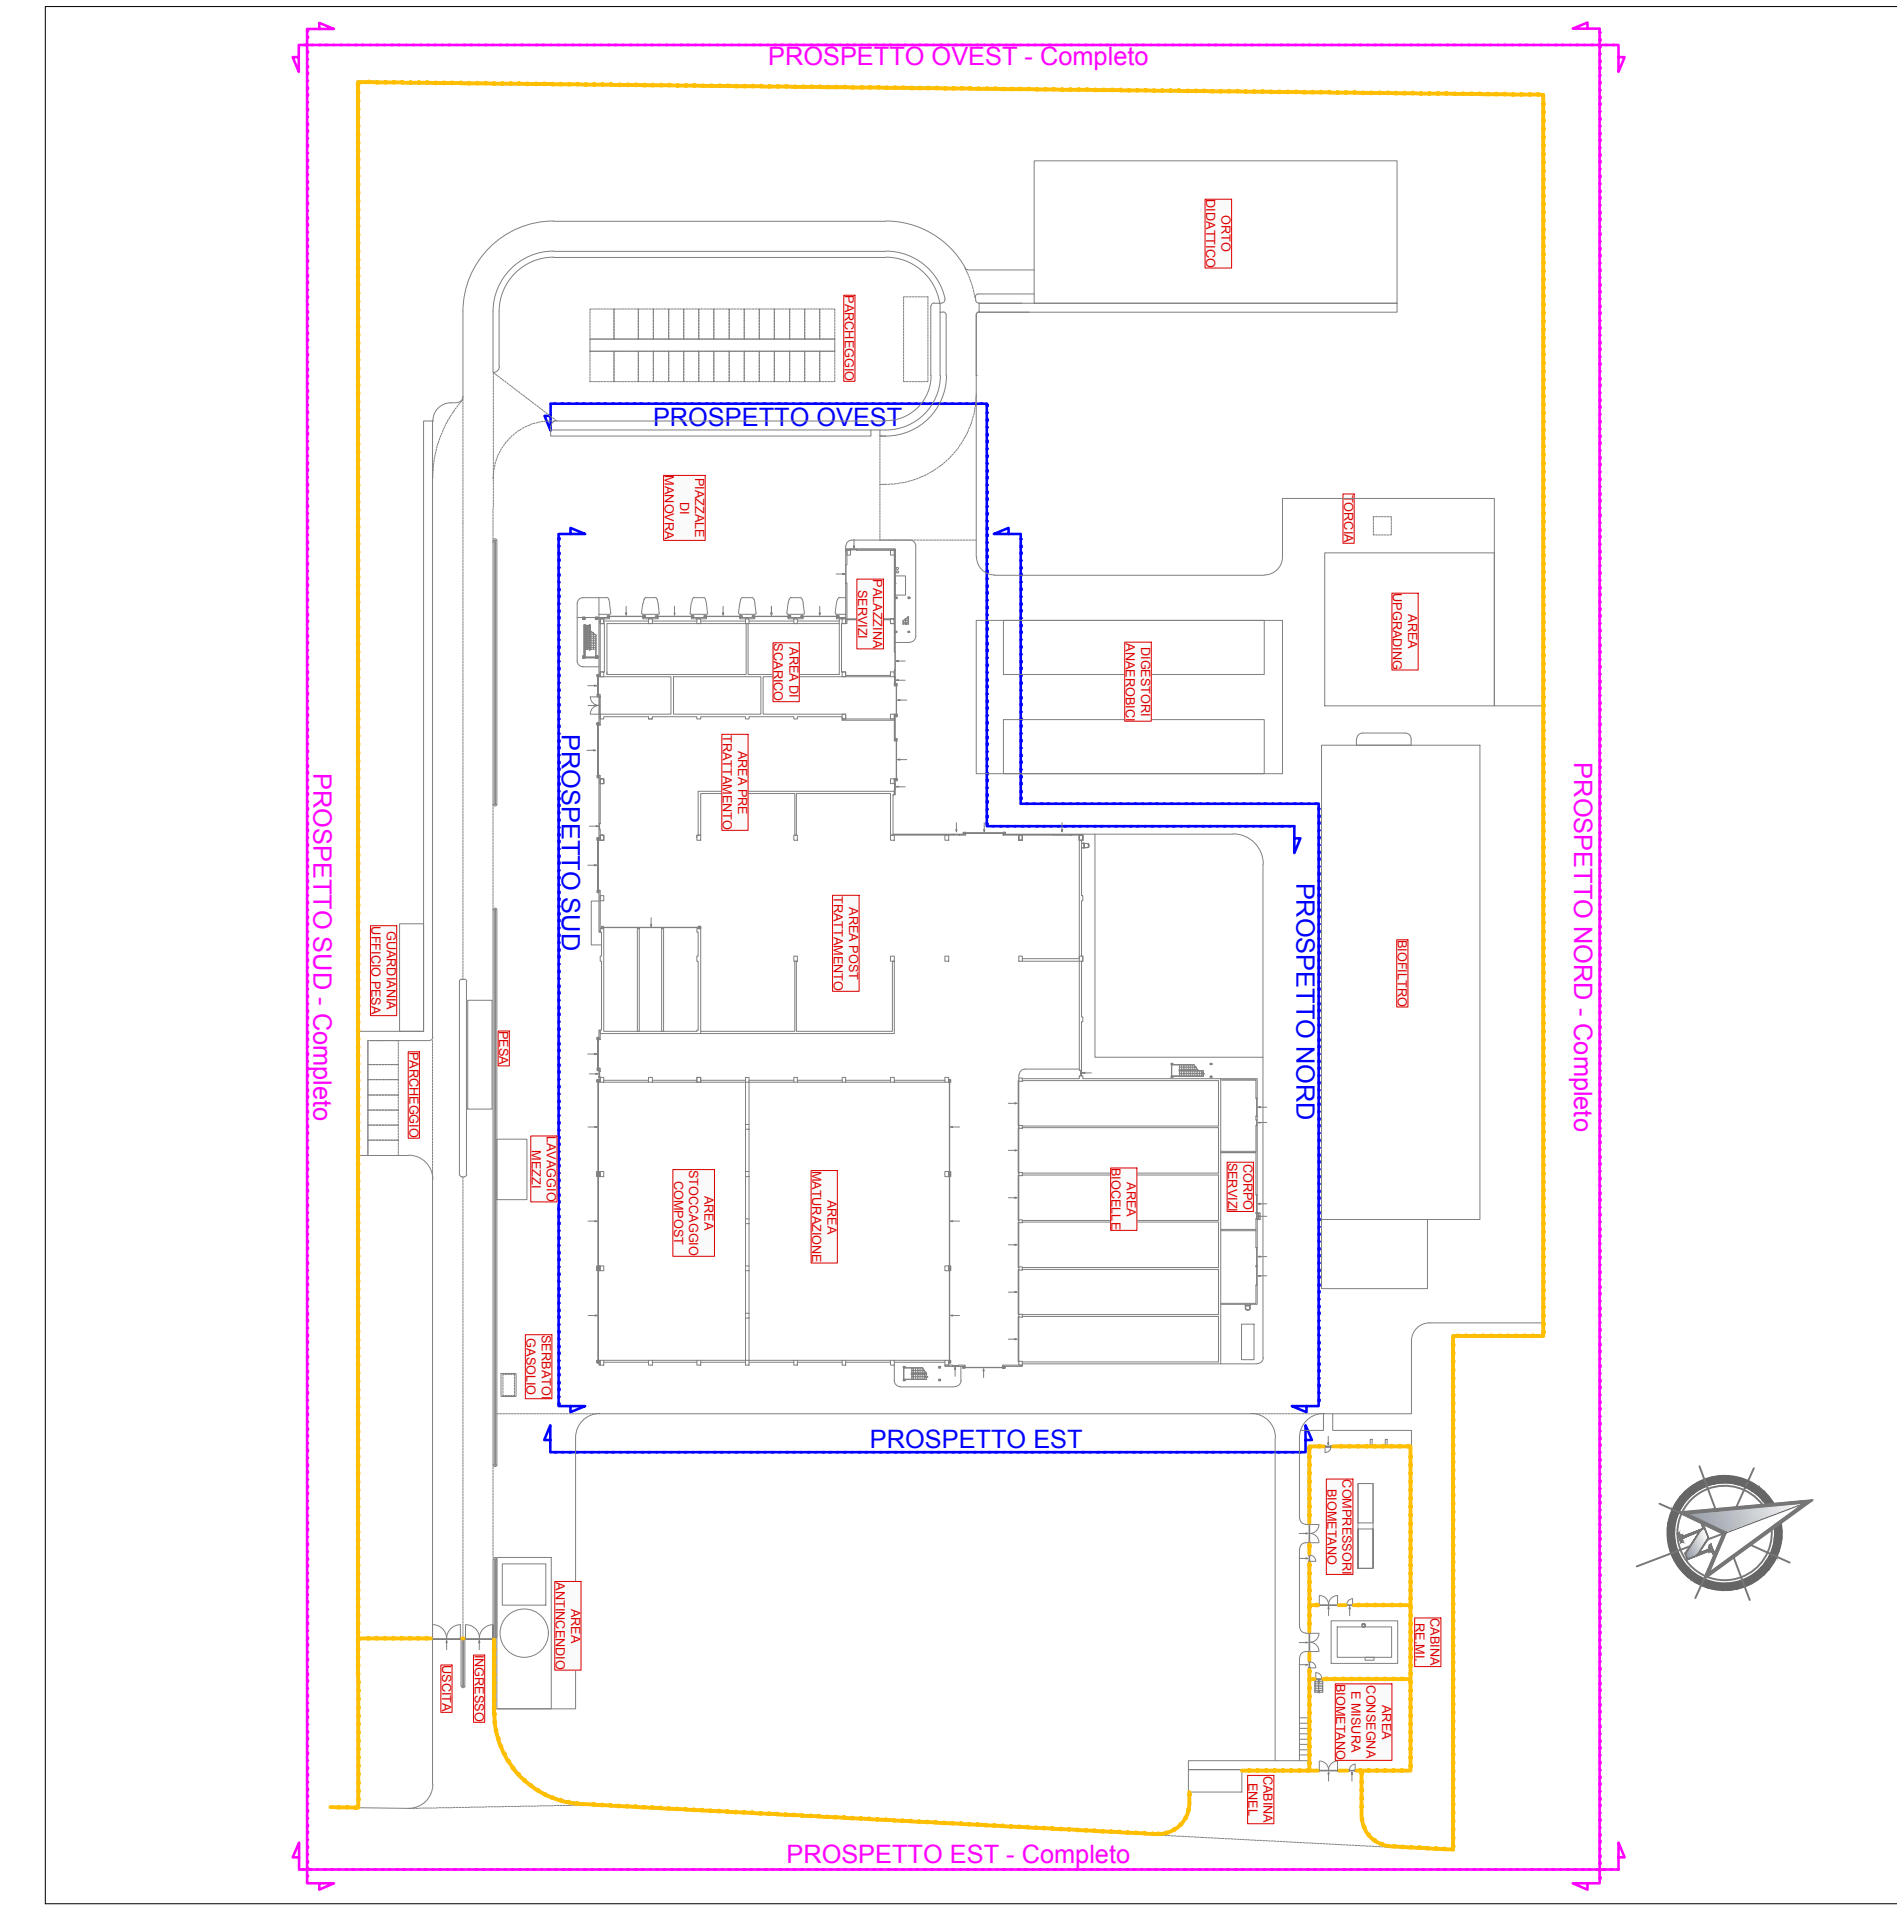 PROSPETTO OVEST - Completo
ORTO
DIDATTICO
PARCHEGGIO
PROSPETTO OVEST
PIAZZALE
DI
MANOVRA
TORCIA
PALAZZINA
SERVIZI
AREA
UPGRADING
AREA DI
SCARICO
DIGESTORI
ANAEROBICI
AREA PRE
TRATTAMENTO
PROSPETTO SUD
PROSPETTO SUD - Completo
PROSPETTO NORD - Completo
PROSPETTO NORD
AREA POST
TRATTAMENTO
GUARDIANIA
UFFICIO PESA
BIOFILTRO
PESA
PARCHEGGIO
LAVAGGIO
MEZZI
AREA
STOCCAGGIO
COMPOST
AREA
MATURAZIONE
AREA
BIOCELLE
CORPO
SERVIZI
SERBATOI
GASOLIO
PROSPETTO EST
COMPRESSORI
BIOMETANO
N
AREA
ANTINCENDIO
CABINA
RE.MI.
USCITA
INGRESSO
AREA
CONSEGNA
E MISURA
BIOMETANO
CABINA
ENEL
PROSPETTO EST - Completo